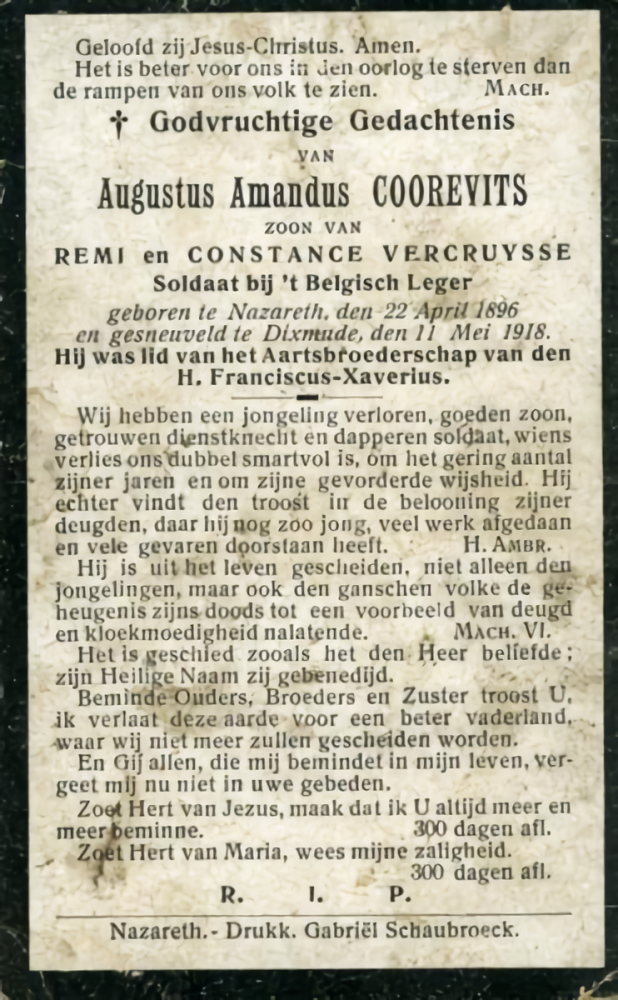 Geloofd zij Jesus-Christus. Amen.
Het is beter voor ons in den oorlog te sterven dan
de rampen van ons volk te zien. MACH.
† Godvruchtige Gedachtenis
VAN
Augustus Amandus COOREVITS
ZOON VAN
REMI en CONSTANCE VERCRUYSSE
Soldaat bij 't Belgisch Leger
geboren te Nazareth, den 22 April 1896
en gesneuveld te Dixmude, den 11 Mei 1918.
Hij was lid van het Aartsbroederschap van den
H. Franciscus-Xaverius.
Wij hebben een jongeling verloren, goeden zoon,
getrouwen dienstknecht en dapperen soldaat, wiens
verlies ons dubbel smartvol is, om het gering aantal
zijner jaren en om zijne gevorderde wijsheid. Hij
echter vindt den troost in de belooning zijner
deugden, daar hij nog zoo jong, veel werk afgedaan
en vele gevaren doorstaan heeft. H. AMBR.
Hij is uit het leven gescheiden, niet alleen den
jongelingen, maar ook den ganschen volke de ge-
heugenis zijns doods tot een voorbeeld van deugd
en kloekmoedigheid nalatende. MACH. VI.
Het is geschied zooals het den Heer beliefde;
zijn Heilige Naam zij gebenedijd.
Beminde Ouders, Broeders en Zuster troost U,
ik verlaat deze aarde voor een beter vaderland,
waar wij niet meer zullen gescheiden worden.
En Gij allen, die mij bemindet in mijn leven, ver-
geet mij nu niet in uwe gebeden.
Zoet Hert van Jezus, maak dat ik U altijd meer en
meer beminne. 300 dagen afl.
Zoet Hert van Maria, wees mijne zaligheid.
300 dagen afl.
R. I. P.
Nazareth.- Drukk. Gabriël Schaubroeck.